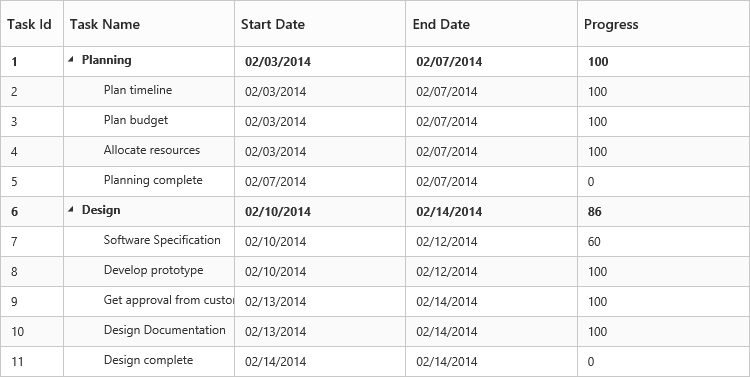 Task Id Task Name Start Date End Date Progress
1 Planning 02/03/2014 02/07/2014 100
2 Plan timeline 02/03/2014 02/07/2014 100
3 Plan budget 02/03/2014 02/07/2014 100
4 Allocate resources 02/03/2014 02/07/2014 100
5 Planning complete 02/07/2014 02/07/2014 0
6 Design 02/10/2014 02/14/2014 86
7 Software Specification 02/10/2014 02/12/2014 60
8 Develop prototype 02/10/2014 02/12/2014 100
9 Get approval from custo 02/13/2014 02/14/2014 100
10 Design Documentation 02/13/2014 02/14/2014 100
11 Design complete 02/14/2014 02/14/2014 0